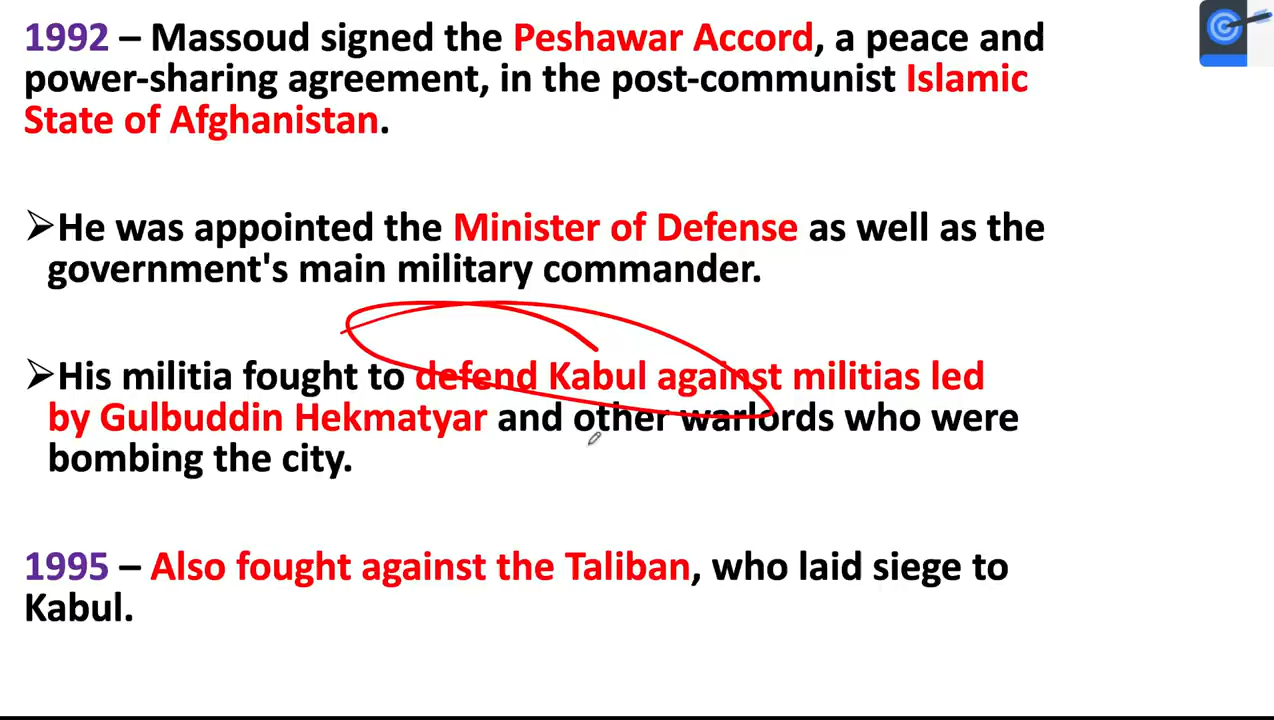 1992 – Massoud signed the Peshawar Accord, a peace and
power-sharing agreement, in the post-communist Islamic
State of Afghanistan.
➢He was appointed the Minister of Defense as well as the
government's main military commander.
➢His militia fought to defend Kabul against militias led
by Gulbuddin Hekmatyar and other warlords who were
bombing the city.
1995 – Also fought against the Taliban, who laid siege to
Kabul.